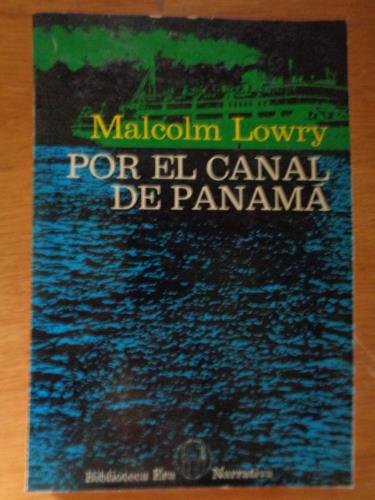 Malcolm Lowry
POR EL CANAL
DE PANAMÁ
Biblioteca Era Narrativa